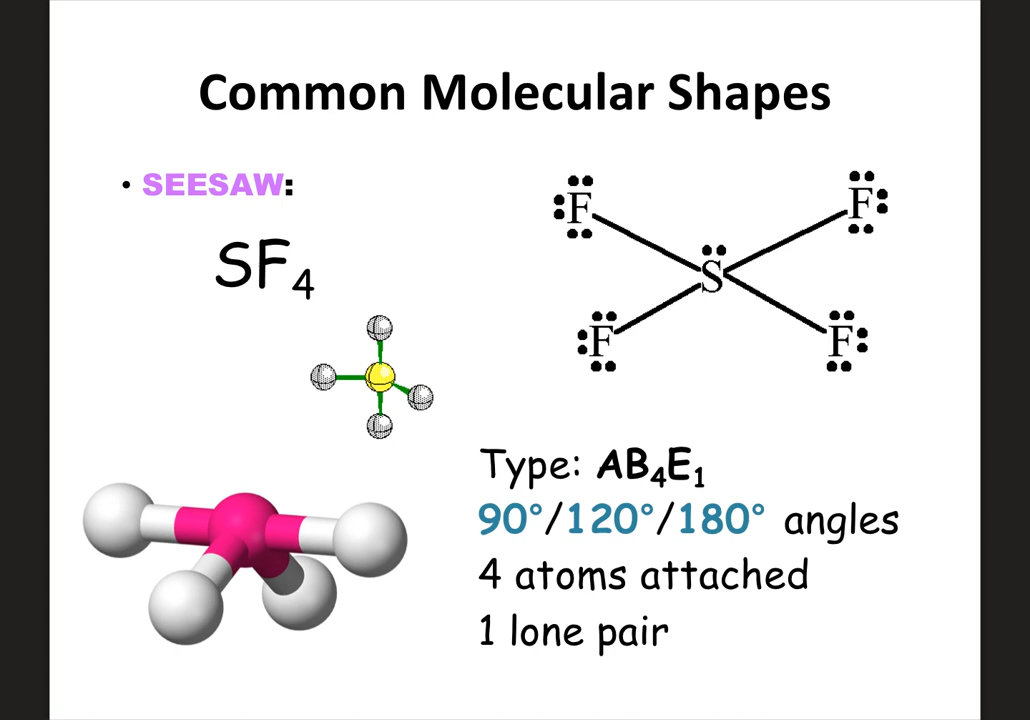 Common Molecular Shapes
• SEESAW:
SF₄
F F
S
F F
Type: AB₄E₁
90°/120°/180° angles
4 atoms attached
1 lone pair